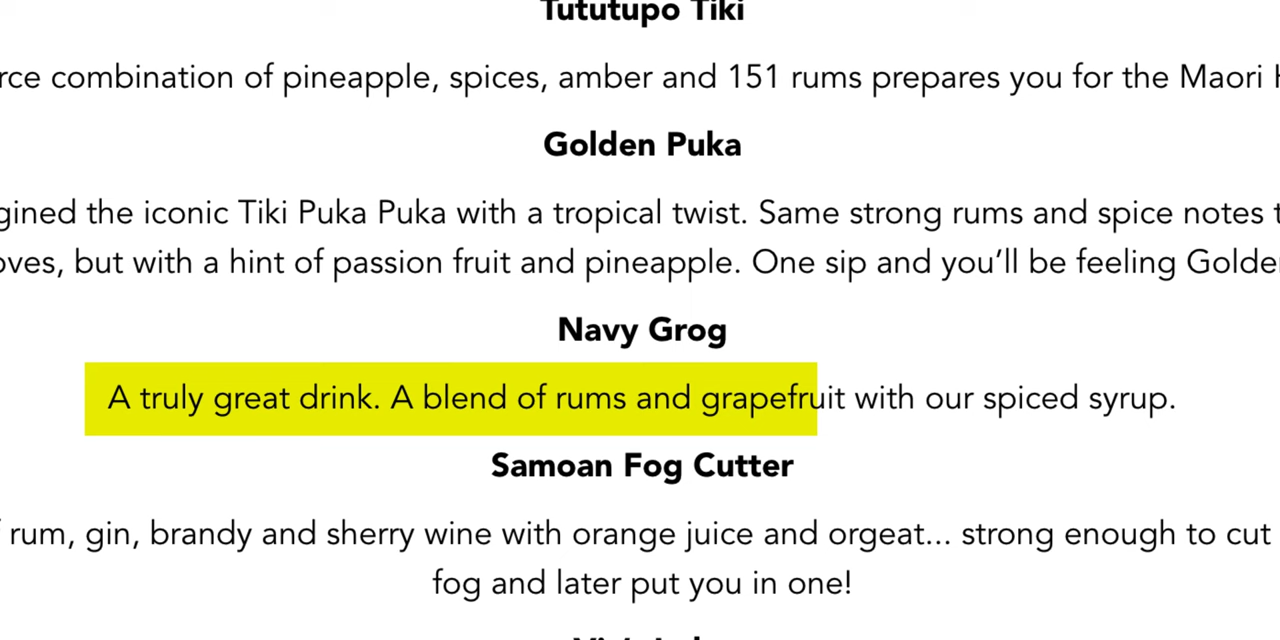 Tututupo Tiki
combination of pineapple, spices, amber and 151 rums prepares you for the Maori
Golden Puka
the iconic Tiki Puka Puka with a tropical twist. Same strong rums and spice notes
but with a hint of passion fruit and pineapple. One sip and you’ll be feeling
Navy Grog
A truly great drink. A blend of rums and grapefruit with our spiced syrup.
Samoan Fog Cutter
rum, gin, brandy and sherry wine with orange juice and orgeat... strong enough to cut
fog and later put you in one!